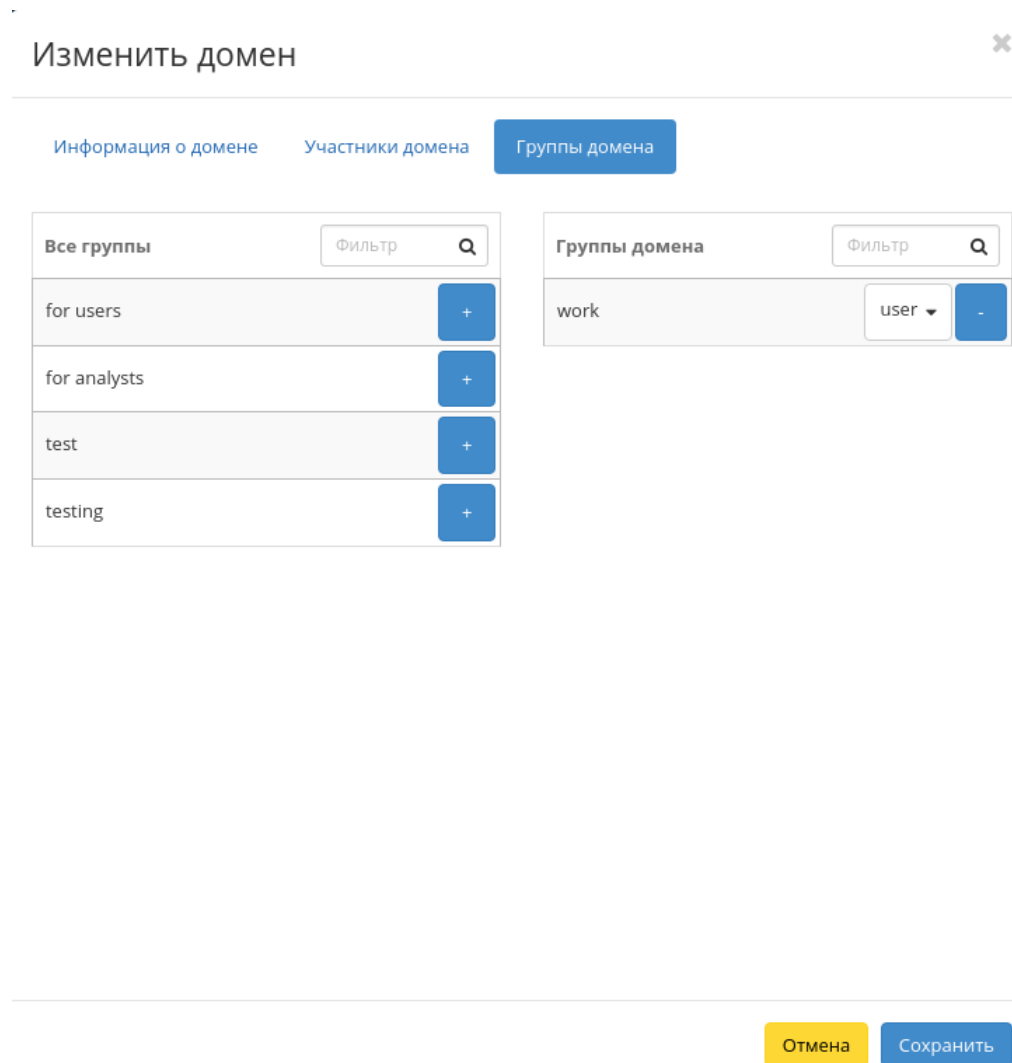 Изменить домен
Информация о домене Участники домена Группы домена
Все группы Фильтр
for users +
for analysts +
test +
testing +
Группы домена Фильтр
work user -
Отмена Сохранить